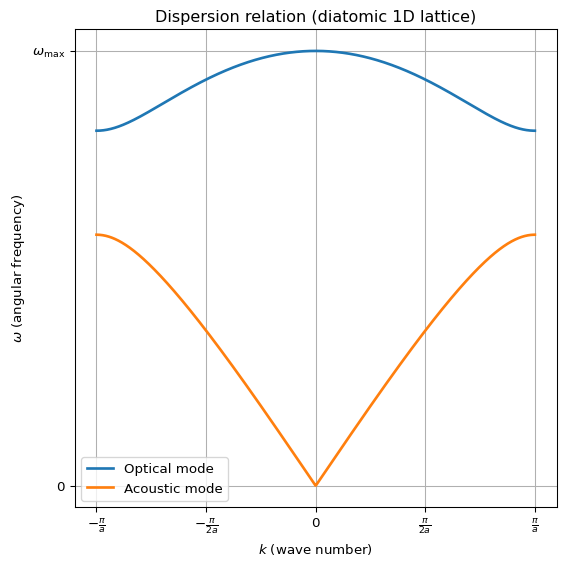 Dispersion relation (diatomic 1D lattice)
ω_max
ω (angular frequency)
0
Optical mode
Acoustic mode
−π/a −π/2a 0 π/2a π/a
k (wave number)